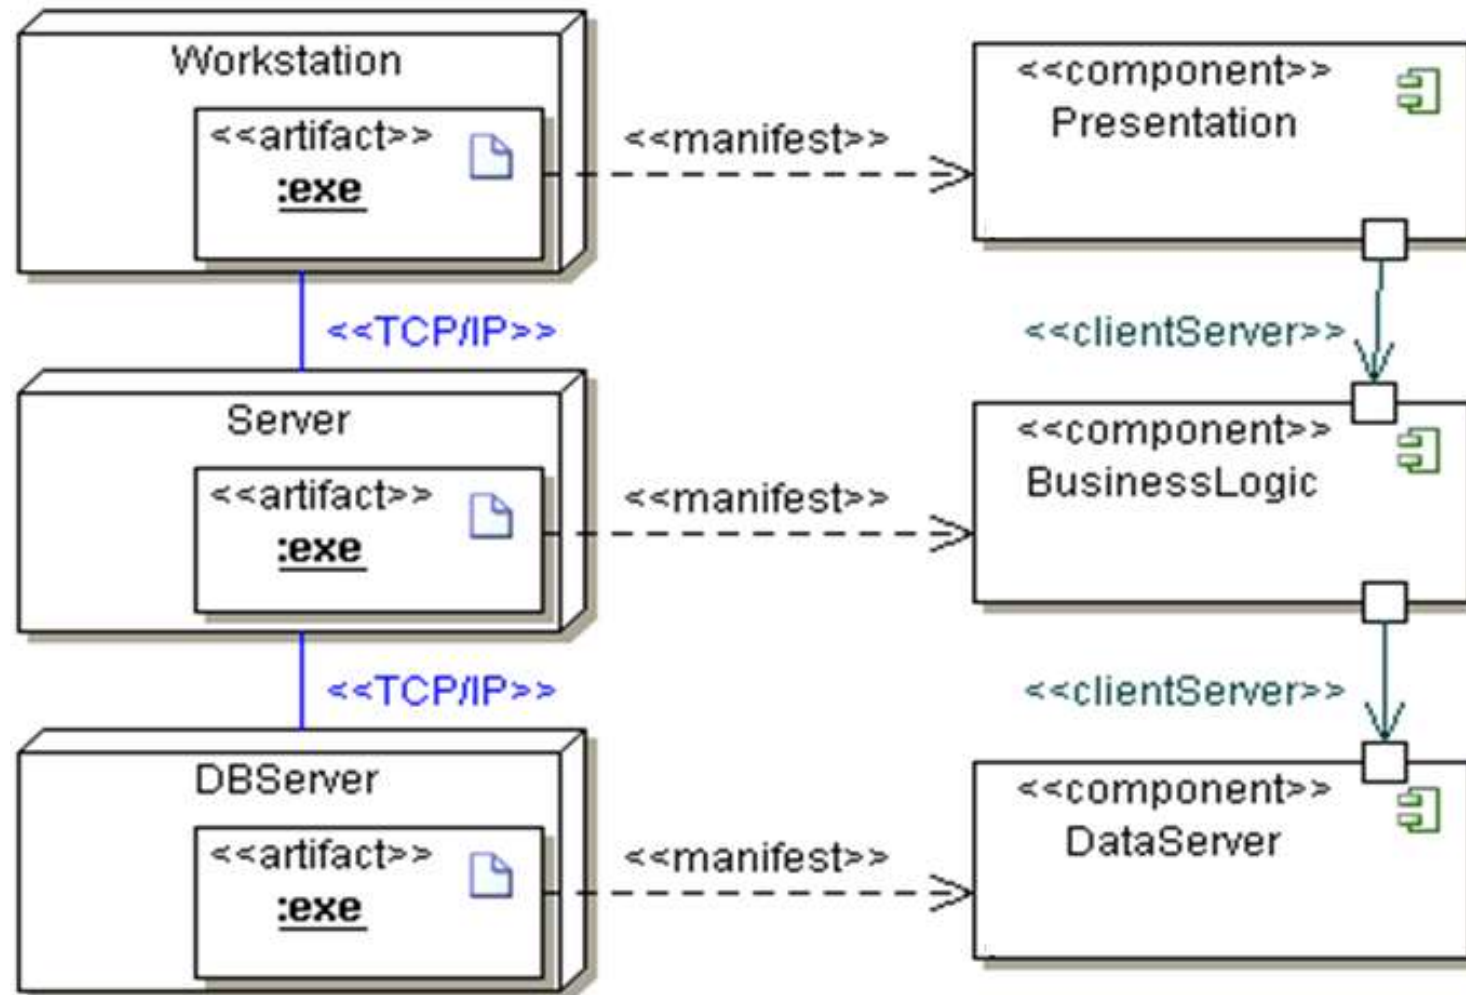 Workstation
<<artifact>>
:exe
<<manifest>>
<<component>>
Presentation
<<TCP/IP>>
<<clientServer>>
Server
<<artifact>>
:exe
<<manifest>>
<<component>>
BusinessLogic
<<TCP/IP>>
<<clientServer>>
DBServer
<<artifact>>
:exe
<<manifest>>
<<component>>
DataServer